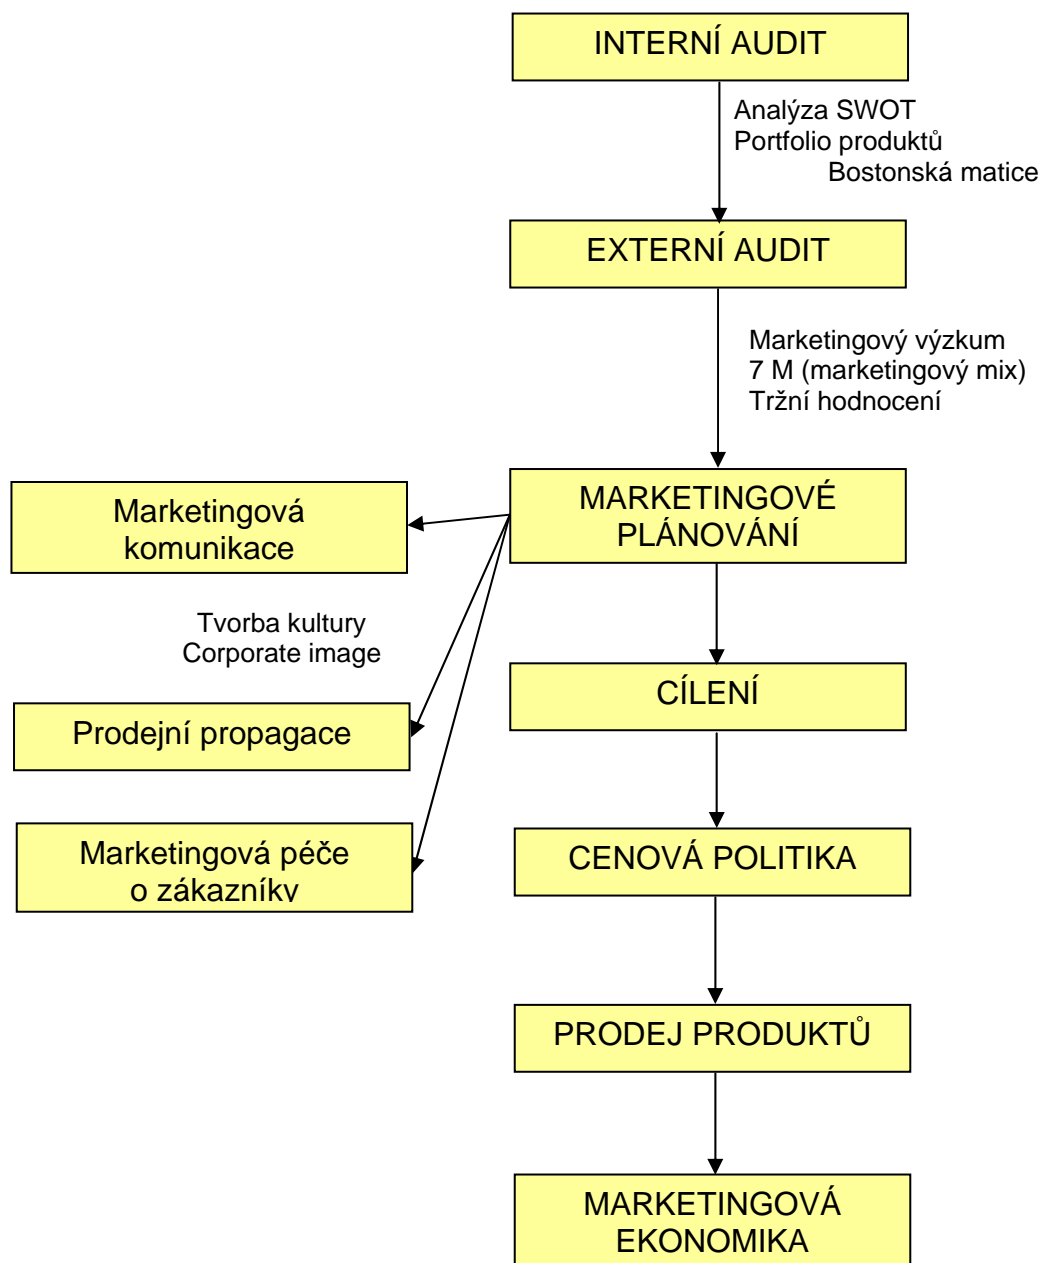 INTERNÍ AUDIT
Analýza SWOT
Portfolio produktů
Bostonská matice
EXTERNÍ AUDIT
Marketingový výzkum
7 M (marketingový mix)
Tržní hodnocení
MARKETINGOVÉ
PLÁNOVÁNÍ
Marketingová
komunikace
Tvorba kultury
Corporate image
CÍLENÍ
Prodejní propagace
Marketingová péče
o zákazníky
CENOVÁ POLITIKA
PRODEJ PRODUKTŮ
MARKETINGOVÁ
EKONOMIKA